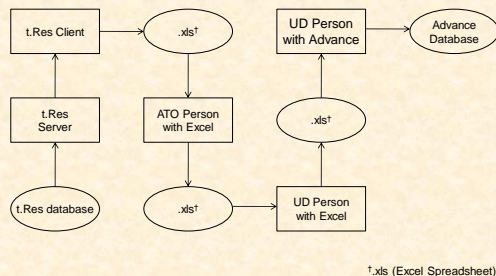 t.Res Client
.xls†
UD Person
with Advance
Advance
Database
t.Res
Server
ATO Person
with Excel
.xls†
t.Res database
.xls†
UD Person
with Excel
†.xls (Excel Spreadsheet)